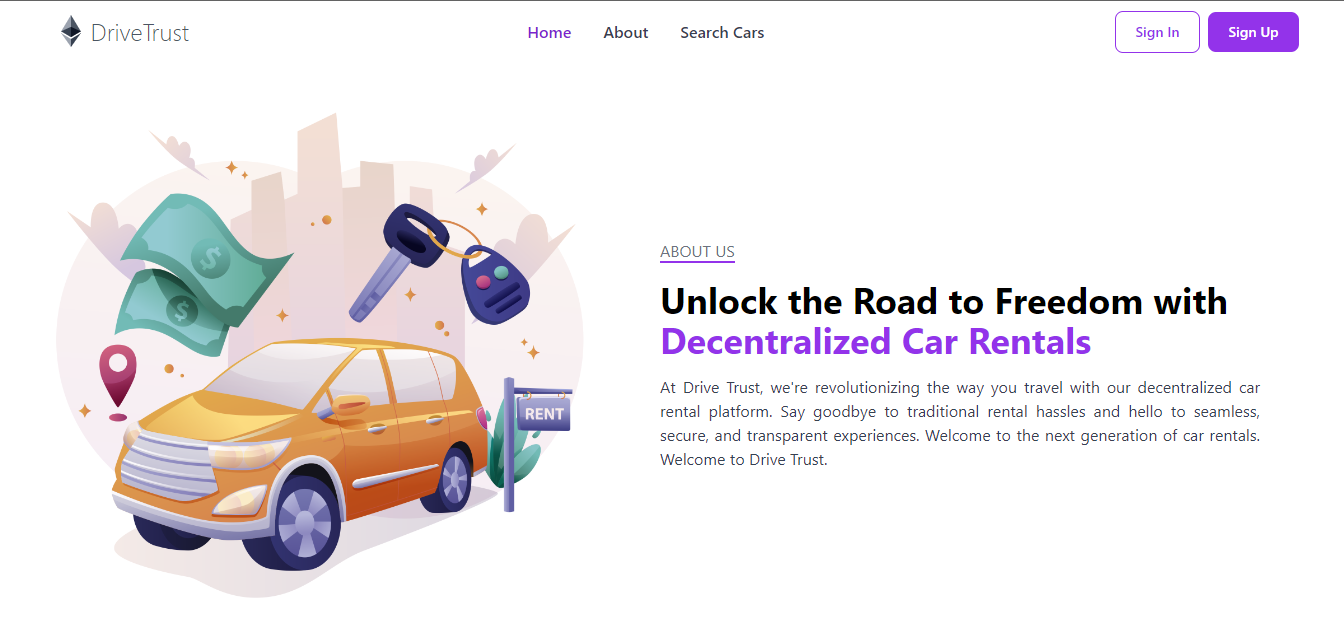 DriveTrust
Home
About
Search Cars
Sign In
Sign Up
RENT
ABOUT US
Unlock the Road to Freedom with
Decentralized Car Rentals
At Drive Trust, we're revolutionizing the way you travel with our decentralized car
rental platform. Say goodbye to traditional rental hassles and hello to seamless,
secure, and transparent experiences. Welcome to the next generation of car rentals.
Welcome to Drive Trust.